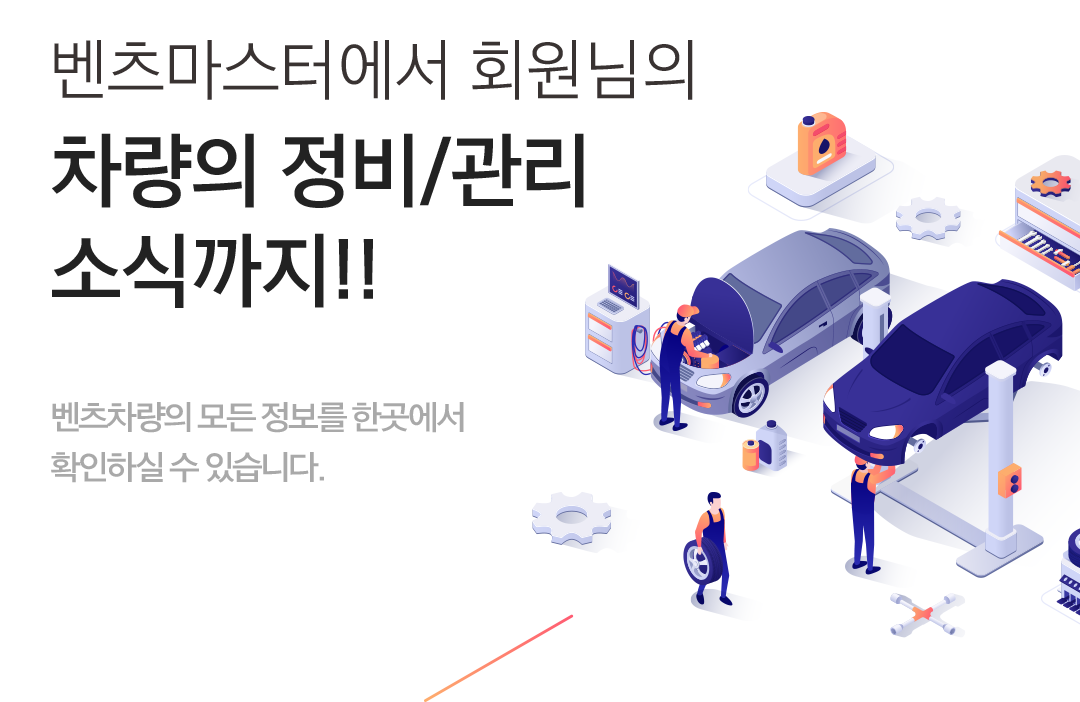 벤츠마스터에서 회원님의
차량의 정비/관리
소식까지!!
벤츠차량의 모든 정보를 한곳에서
확인하실 수 있습니다.